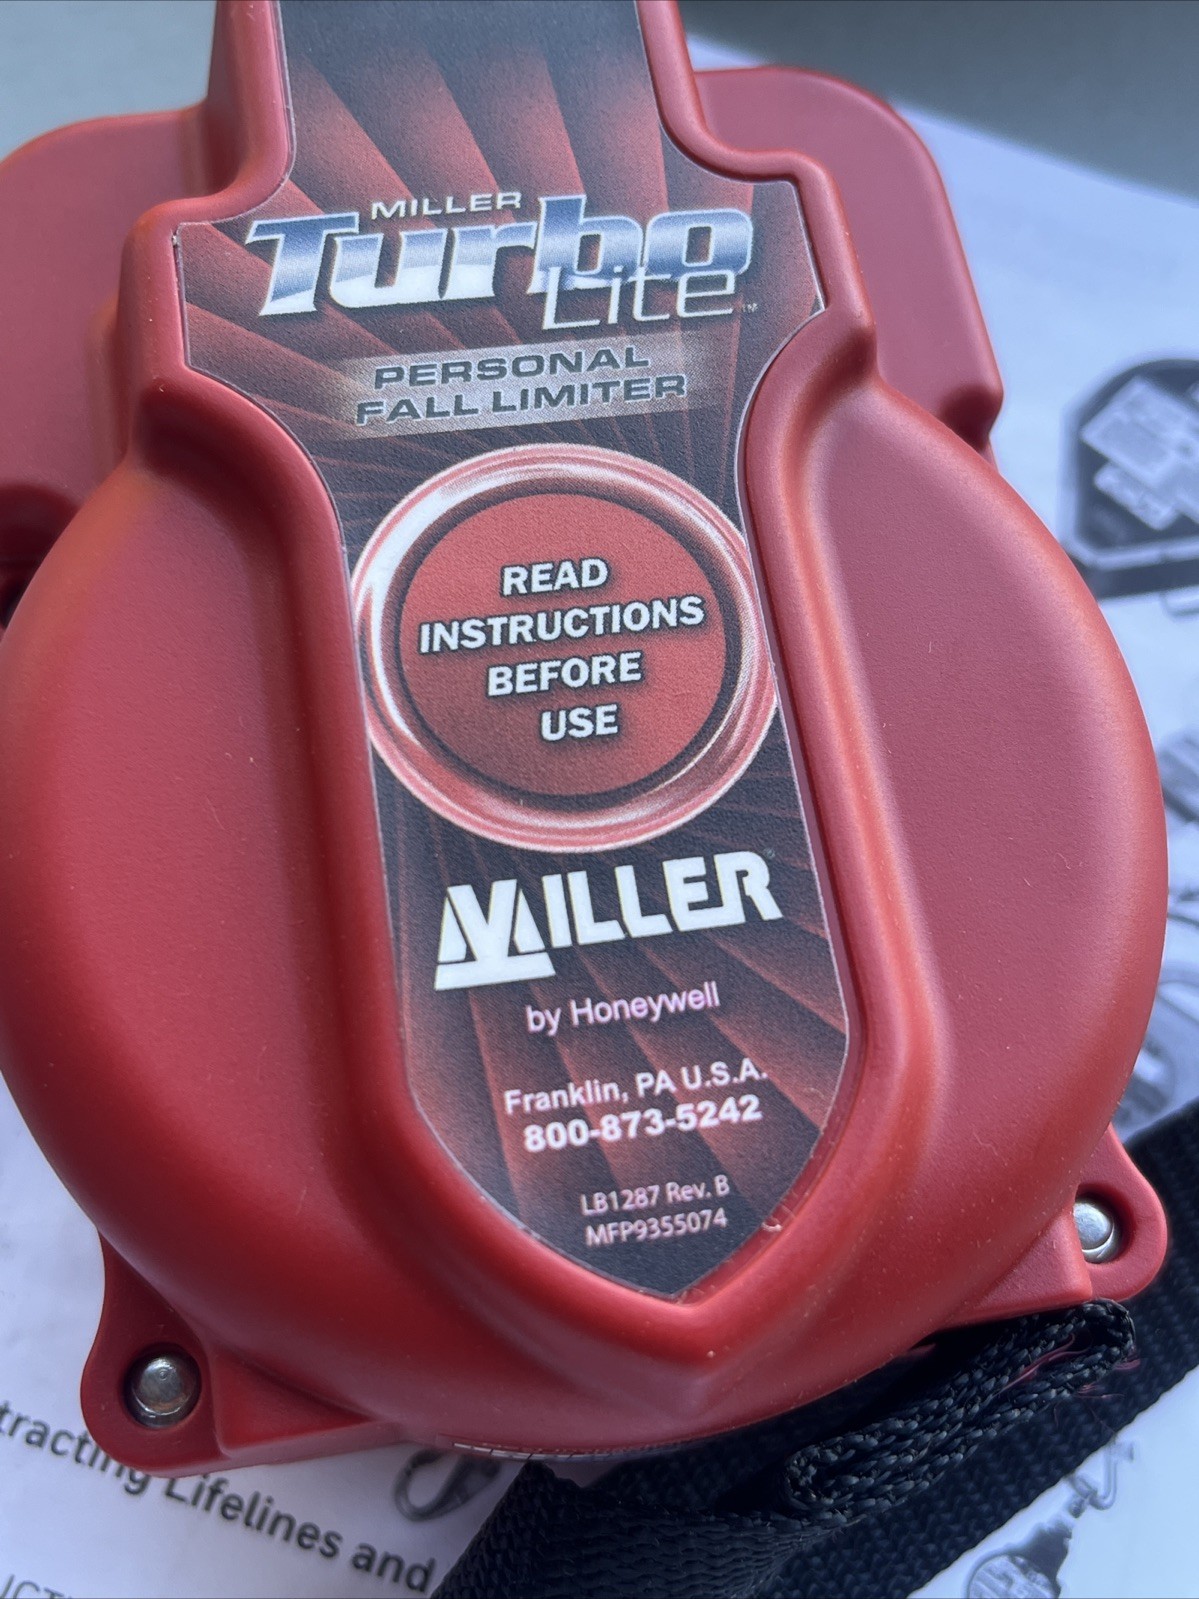 MILLER
Turbo
Lite™
PERSONAL
FALL LIMITER
READ
INSTRUCTIONS
BEFORE
USE
MILLER®
by Honeywell
Franklin, PA U.S.A.
800-873-5242
LB1287 Rev. B
MFP9355074
tracting Lifelines and